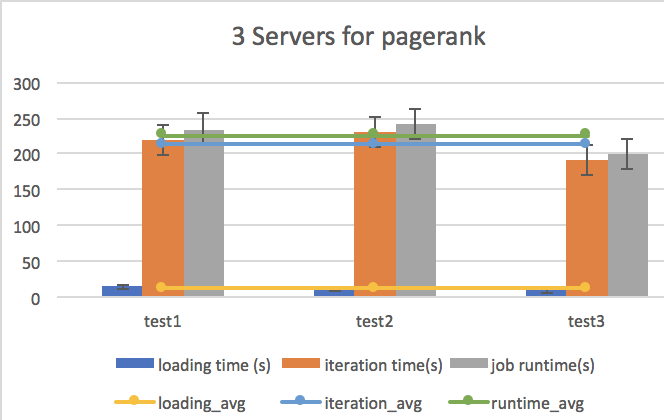 3 Servers for pagerank
300
250
200
150
100
50
0
test1 test2 test3
loading time (s) iteration time(s) job runtime(s)
loading_avg iteration_avg runtime_avg